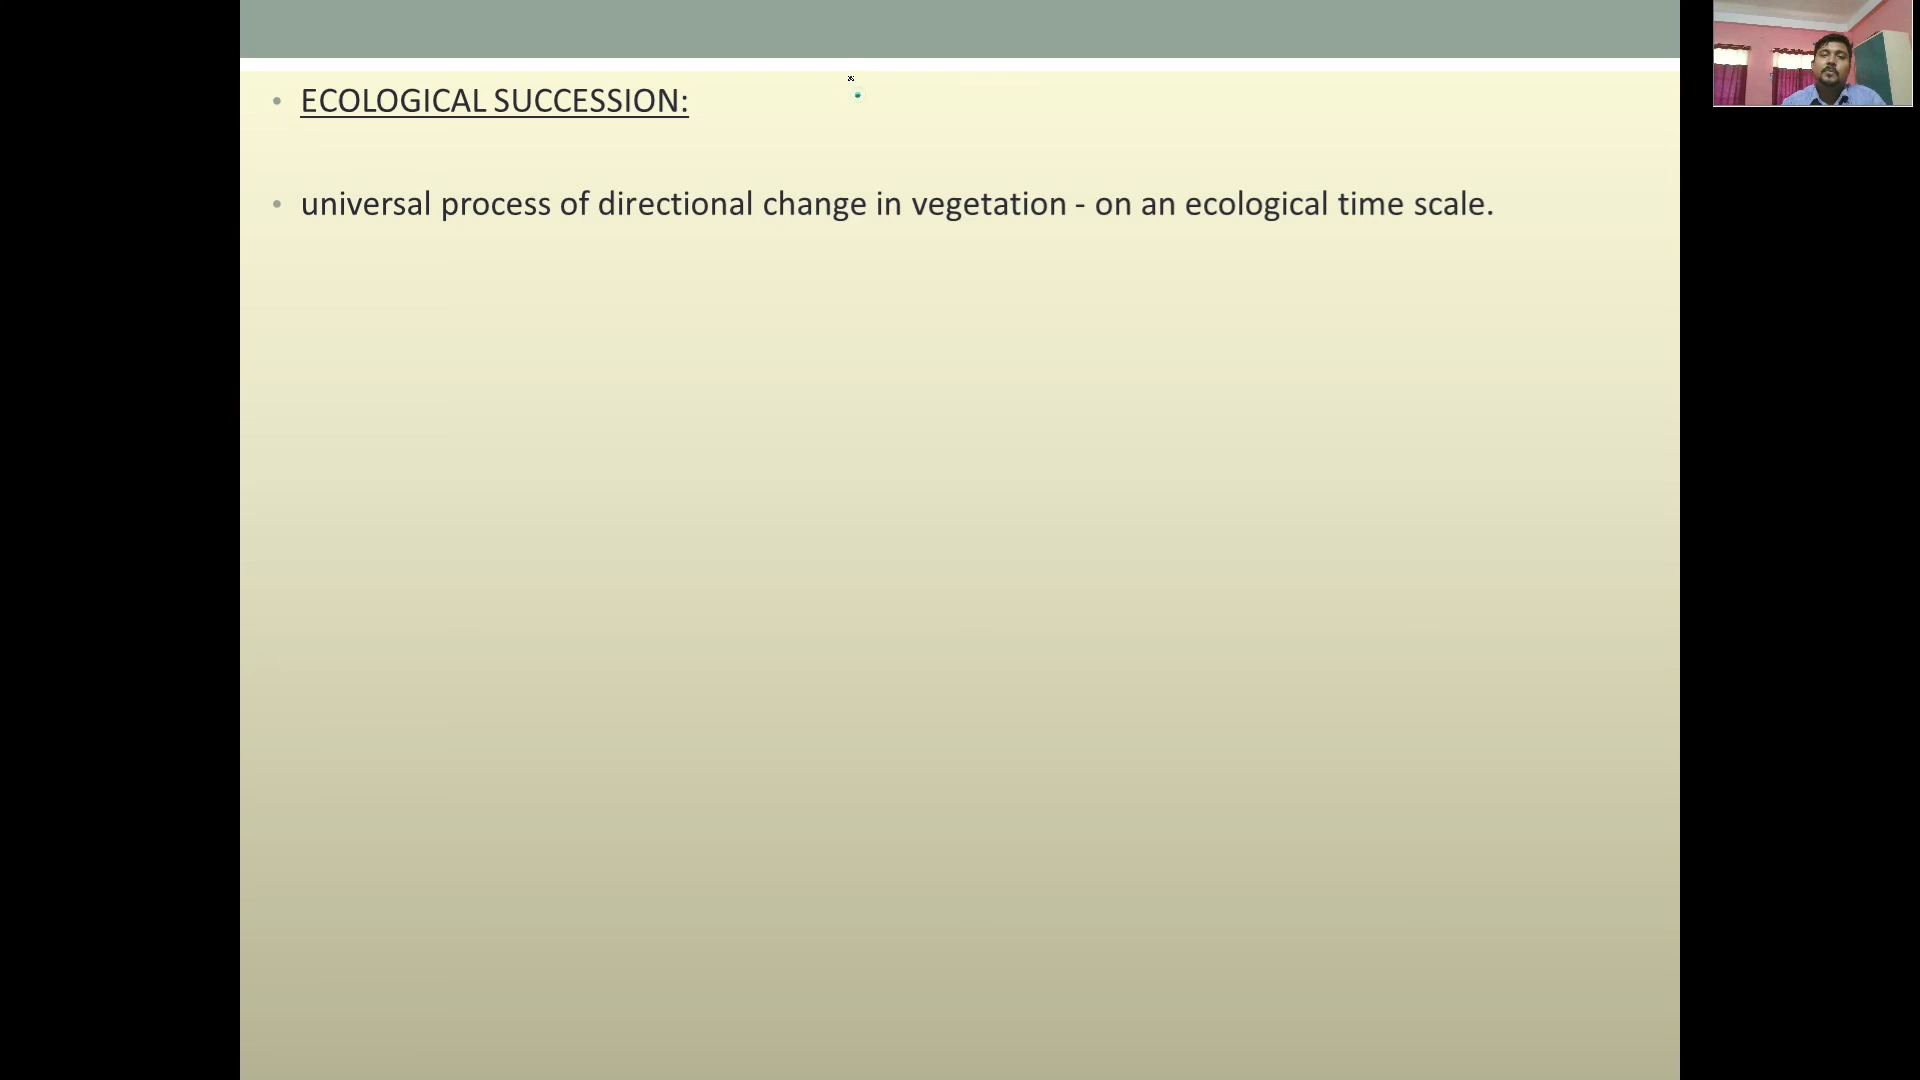 • ECOLOGICAL SUCCESSION:
• universal process of directional change in vegetation - on an ecological time scale.